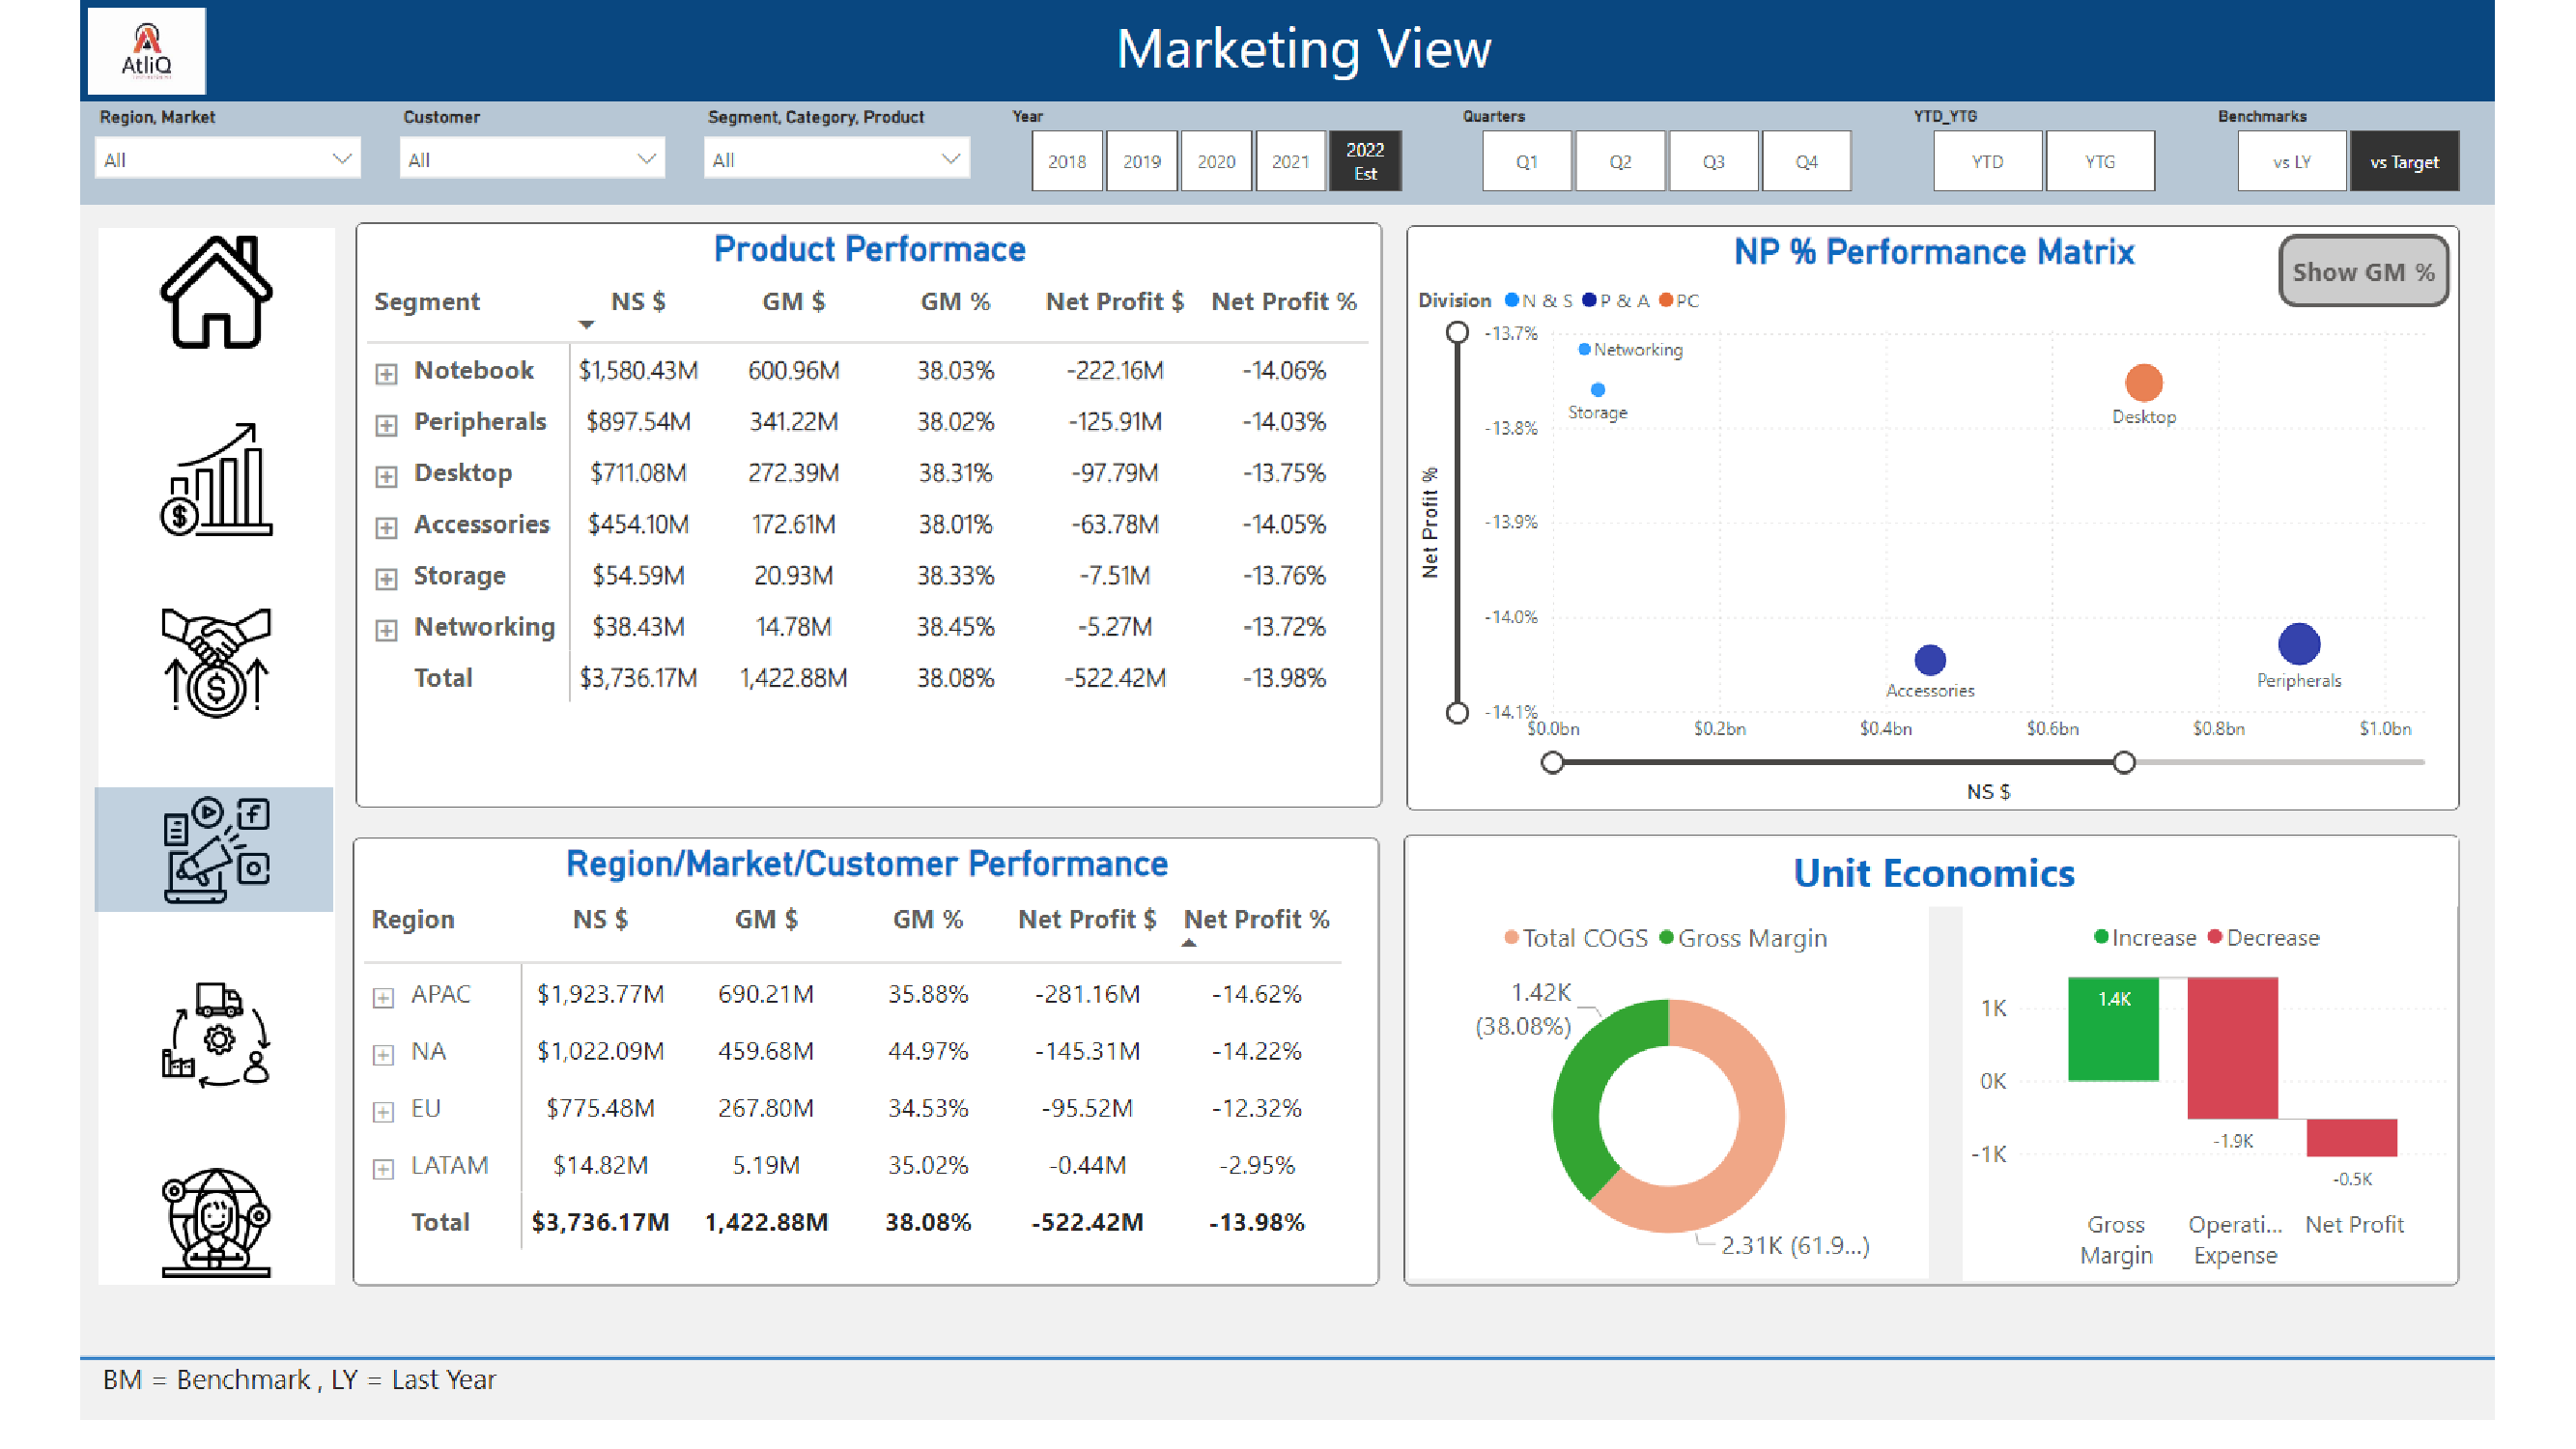 AtliQ
Marketing View
Region, Market
Customer
Segment, Category, Product
Year
Quarters
YTD_YTG
Benchmarks
All
All
All
2018
2019
2020
2021
2022
Est
Q1
Q2
Q3
Q4
YTD
YTG
vs LY
vs Target
Product Performace
Segment NS $ GM $ GM % Net Profit $ Net Profit %
Notebook $1,580.43M 600.96M 38.03% -222.16M -14.06%
Peripherals $897.54M 341.22M 38.02% -125.91M -14.03%
Desktop $711.08M 272.39M 38.31% -97.79M -13.75%
Accessories $454.10M 172.61M 38.01% -63.78M -14.05%
Storage $54.59M 20.93M 38.33% -7.51M -13.76%
Networking $38.43M 14.78M 38.45% -5.27M -13.72%
Total $3,736.17M 1,422.88M 38.08% -522.42M -13.98%
NP % Performance Matrix
Show GM %
Division N & S P & A PC
-13.7%
Networking
Storage
Desktop
-13.8%
-13.9%
Net Profit %
-14.0%
Accessories
Peripherals
-14.1%
$0.0bn $0.2bn $0.4bn $0.6bn $0.8bn $1.0bn
NS $
Region/Market/Customer Performance
Region NS $ GM $ GM % Net Profit $ Net Profit %
APAC $1,923.77M 690.21M 35.88% -281.16M -14.62%
NA $1,022.09M 459.68M 44.97% -145.31M -14.22%
EU $775.48M 267.80M 34.53% -95.52M -12.32%
LATAM $14.82M 5.19M 35.02% -0.44M -2.95%
Total $3,736.17M 1,422.88M 38.08% -522.42M -13.98%
Unit Economics
Total COGS Gross Margin
1.42K
(38.08%)
2.31K (61.9...)
Increase Decrease
1K
0K
-1K
1.4K
-1.9K
-0.5K
Gross
Margin
Operati...
Expense
Net Profit
BM = Benchmark , LY = Last Year